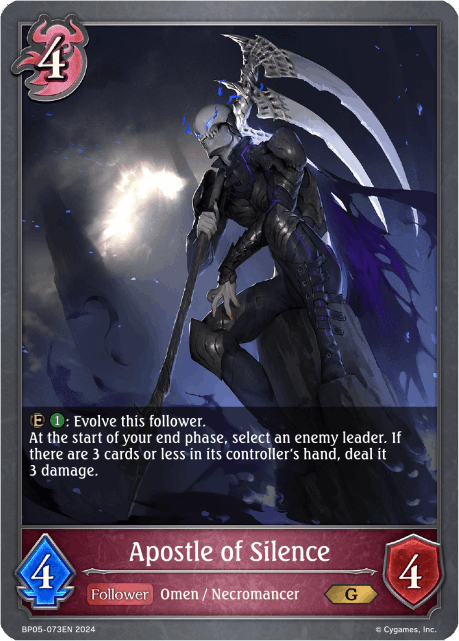 4
E 1: Evolve this follower.
At the start of your end phase, select an enemy leader. If
there are 3 cards or less in its controller's hand, deal it
3 damage.
Apostle of Silence
4
Follower Omen / Necromancer G
4
BP05-073EN 2024 © Cygames, Inc.